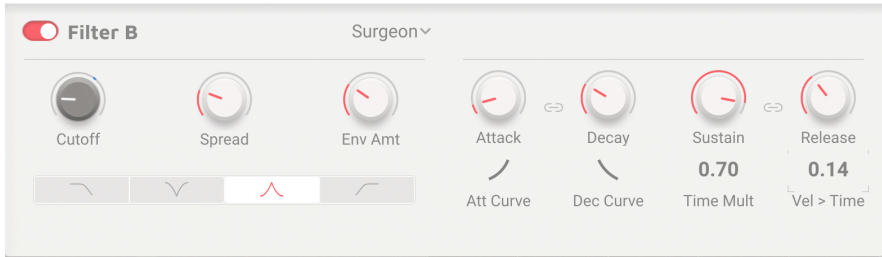 Filter B
Surgeon
Cutoff
Spread
Env Amt
Attack
Decay
Sustain
Release
0.70
0.14
Att Curve
Dec Curve
Time Mult
Vel > Time